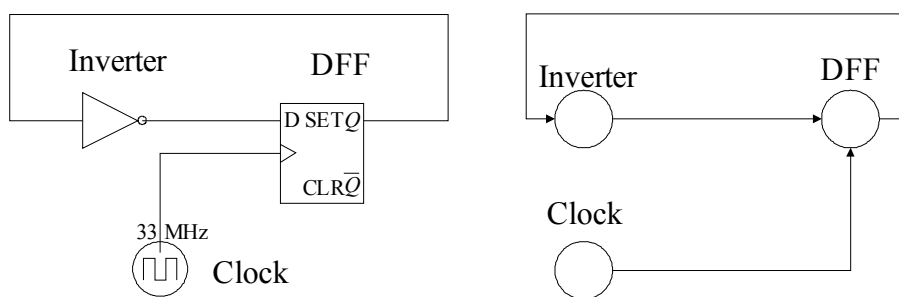 Inverter
DFF
D SETQ
CLRQ̅
33 MHz
Clock
Inverter
DFF
Clock